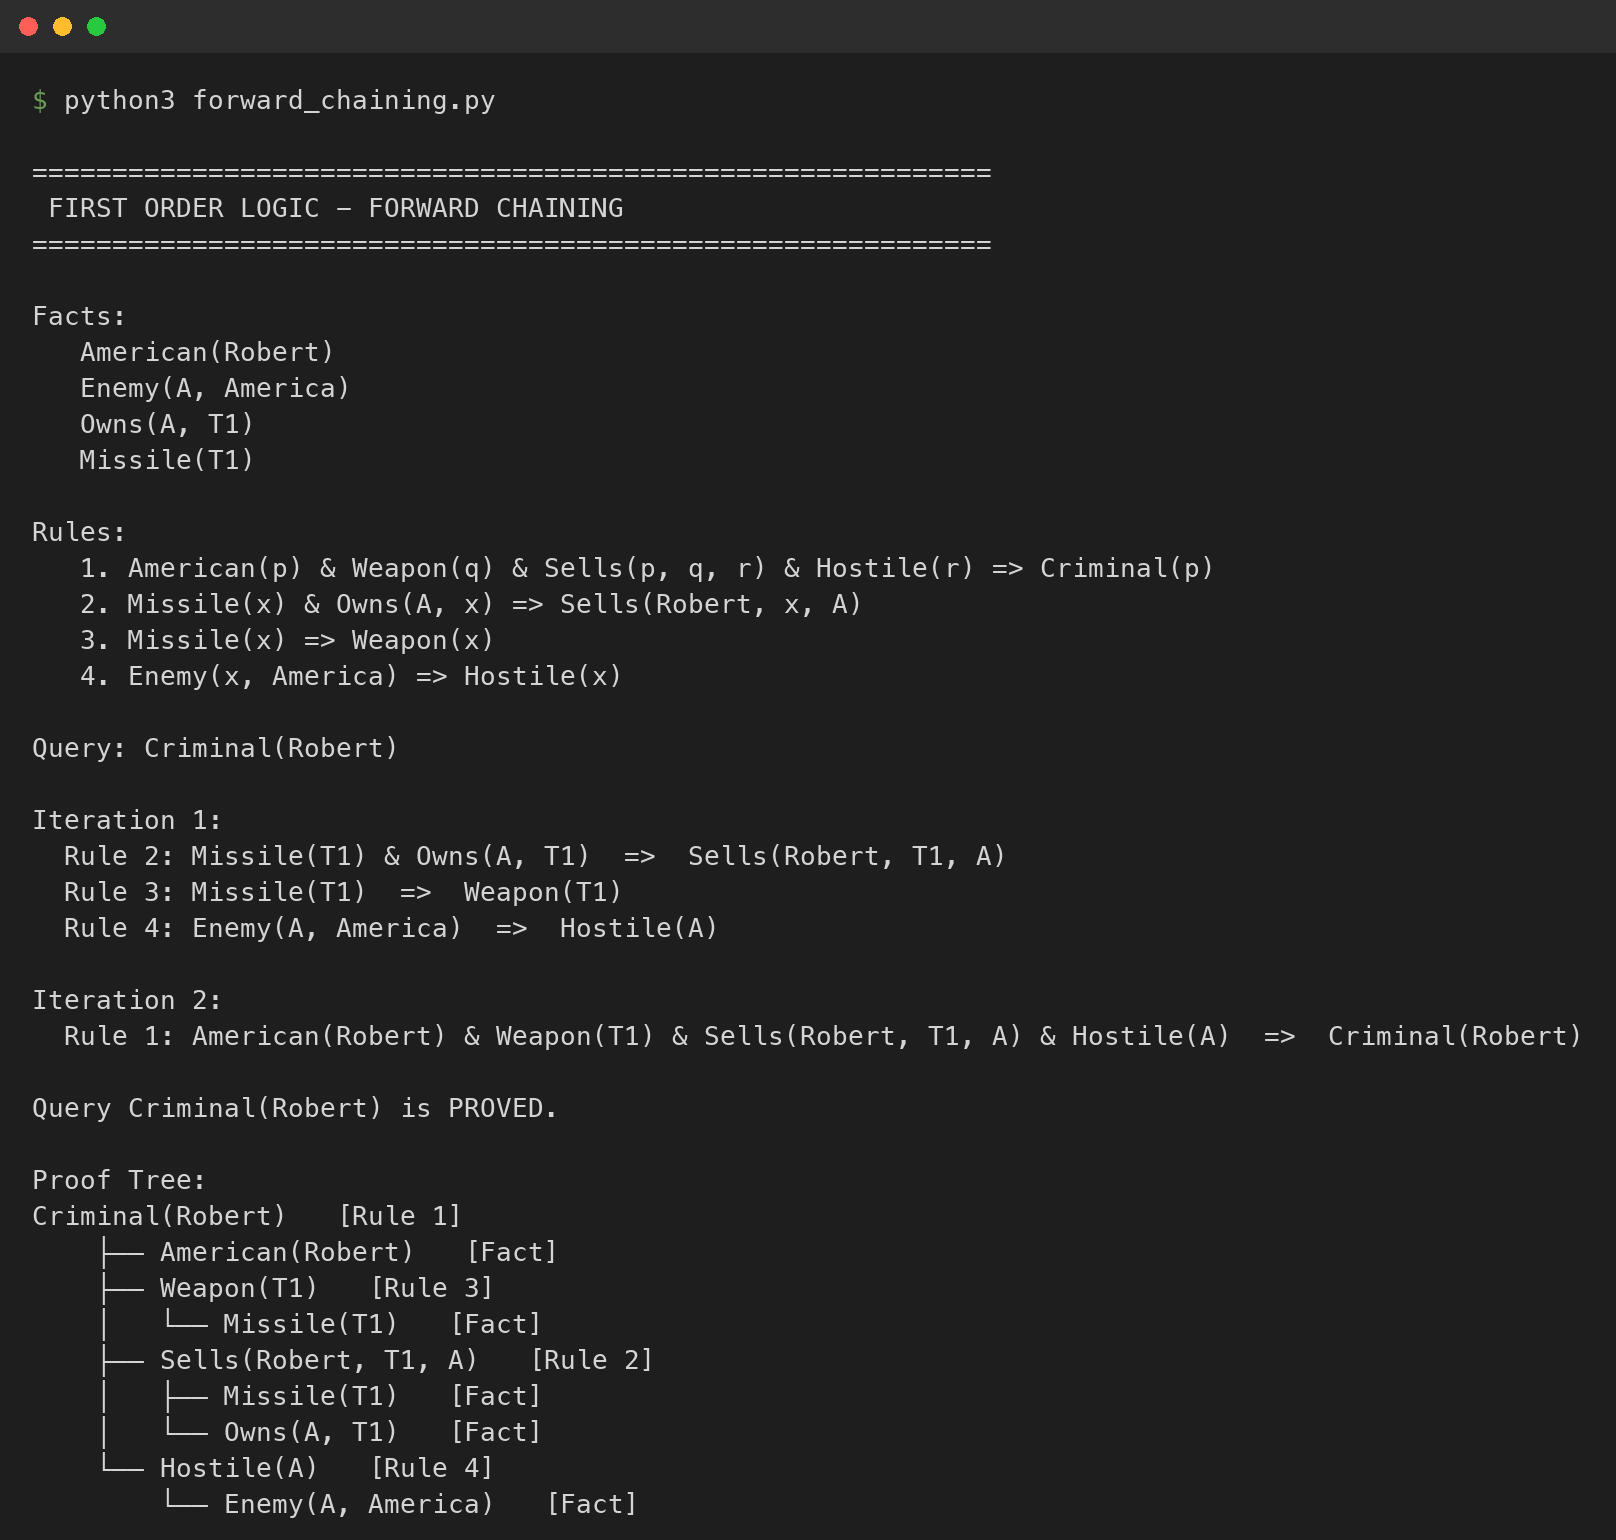 $ python3 forward_chaining.py
============================================================
 FIRST ORDER LOGIC – FORWARD CHAINING
============================================================
Facts:
   American(Robert)
   Enemy(A, America)
   Owns(A, T1)
   Missile(T1)
Rules:
   1. American(p) & Weapon(q) & Sells(p, q, r) & Hostile(r) => Criminal(p)
   2. Missile(x) & Owns(A, x) => Sells(Robert, x, A)
   3. Missile(x) => Weapon(x)
   4. Enemy(x, America) => Hostile(x)
Query: Criminal(Robert)
Iteration 1:
  Rule 2: Missile(T1) & Owns(A, T1)  =>  Sells(Robert, T1, A)
  Rule 3: Missile(T1)  =>  Weapon(T1)
  Rule 4: Enemy(A, America)  =>  Hostile(A)
Iteration 2:
  Rule 1: American(Robert) & Weapon(T1) & Sells(Robert, T1, A) & Hostile(A)  =>  Criminal(Robert)
Query Criminal(Robert) is PROVED.
Proof Tree:
Criminal(Robert)   [Rule 1]
    ├── American(Robert)   [Fact]
    ├── Weapon(T1)   [Rule 3]
    │   └── Missile(T1)   [Fact]
    ├── Sells(Robert, T1, A)   [Rule 2]
    │   ├── Missile(T1)   [Fact]
    │   └── Owns(A, T1)   [Fact]
    └── Hostile(A)   [Rule 4]
        └── Enemy(A, America)   [Fact]